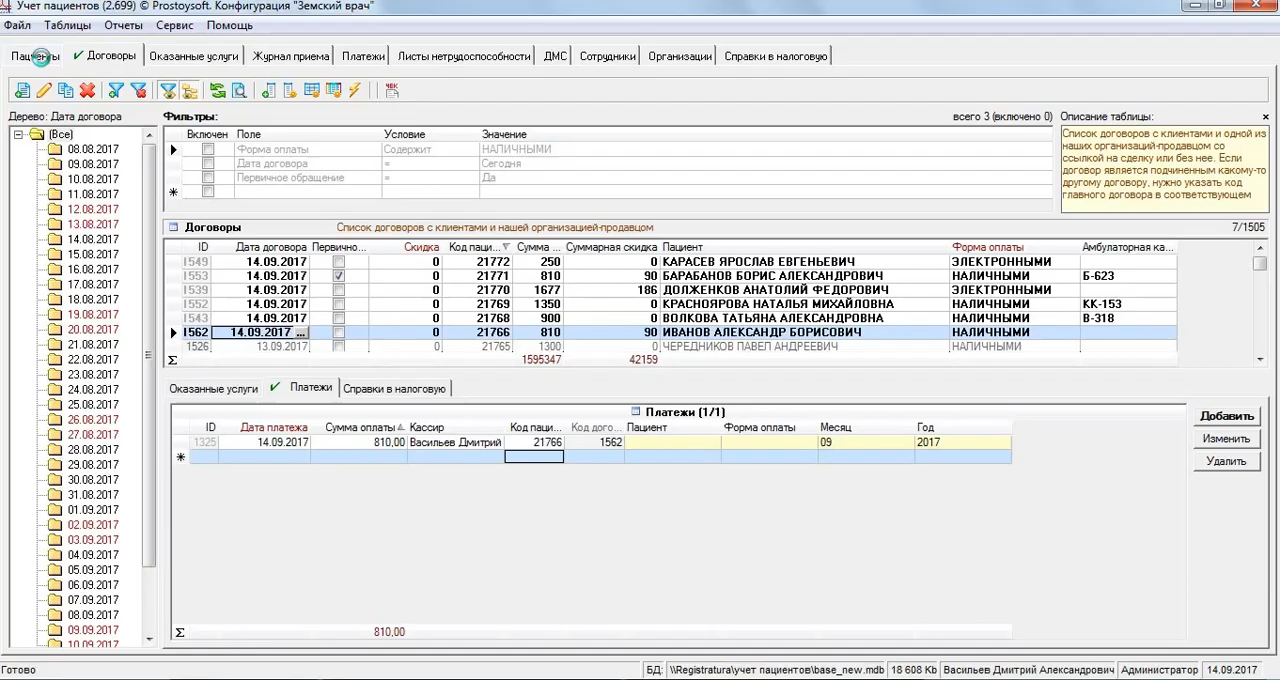 Учет пациентов (2.699) © Prostoysoft. Конфигурация "Земский врач"
Файл Таблицы Отчеты Сервис Помощь
Пациенты Договоры Оказанные услуги Журнал приема Платежи Листы нетрудоспособности ДМС Сотрудники Организации Справки в налоговую
Дерево: Дата договора
(Все)
08.08.2017
09.08.2017
10.08.2017
11.08.2017
12.08.2017
13.08.2017
14.08.2017
15.08.2017
16.08.2017
17.08.2017
18.08.2017
19.08.2017
20.08.2017
21.08.2017
22.08.2017
23.08.2017
24.08.2017
25.08.2017
26.08.2017
27.08.2017
28.08.2017
29.08.2017
30.08.2017
31.08.2017
01.09.2017
02.09.2017
03.09.2017
04.09.2017
05.09.2017
06.09.2017
07.09.2017
08.09.2017
09.09.2017
10.09.2017
Фильтры: всего 3 (включено 0)
Включен Поле Условие Значение
Форма оплаты Содержит НАЛИЧНЫМИ
Дата договора = Сегодня
Первичное обращение = Да
Описание таблицы:
Список договоров с клиентами и одной из
наших организаций-продавцом со
ссылкой на сделку или без нее. Если
договор является подчиненным какому-то
другому договору, нужно указать код
главного договора в соответствующем
Договоры Список договоров с клиентами и нашей организацией-продавцом 7/1505
ID Дата договора Первично... Скидка Код паци... Сумма ... Суммарная скидка Пациент Форма оплаты Амбулаторная ка...
1549 14.09.2017 0 21772 250 0 КАРАСЕВ ЯРОСЛАВ ЕВГЕНЬЕВИЧ ЭЛЕКТРОННЫМИ
1553 14.09.2017 0 21771 810 90 БАРАБАНОВ БОРИС АЛЕКСАНДРОВИЧ НАЛИЧНЫМИ Б-623
1539 14.09.2017 0 21770 1677 186 ДОЛЖЕНКОВ АНАТОЛИЙ ФЕДОРОВИЧ ЭЛЕКТРОННЫМИ
1552 14.09.2017 0 21769 1350 0 КРАСНОЯРОВА НАТАЛЬЯ МИХАЙЛОВНА НАЛИЧНЫМИ КК-153
1543 14.09.2017 0 21768 900 0 ВОЛКОВА ТАТЬЯНА АЛЕКСАНДРОВНА НАЛИЧНЫМИ В-318
1562 14.09.2017 ... 0 21766 810 90 ИВАНОВ АЛЕКСАНДР БОРИСОВИЧ НАЛИЧНЫМИ
1526 13.09.2017 0 21765 1300 0 ЧЕРЕДНИКОВ ПАВЕЛ АНДРЕЕВИЧ НАЛИЧНЫМИ
Σ 1595347 42159
Оказанные услуги Платежи Справки в налоговую
Платежи (1/1)
ID Дата платежа Сумма оплаты Кассир Код паци... Код дого... Пациент Форма оплаты Месяц Год
1325 14.09.2017 810,00 Васильев Дмитрий 21766 1562 09 2017
Σ 810,00
Добавить
Изменить
Удалить
Готово БД: \\Registratura\учет пациентов\base_new.mdb 18 608 Kb Васильев Дмитрий Александрович Администратор 14.09.2017